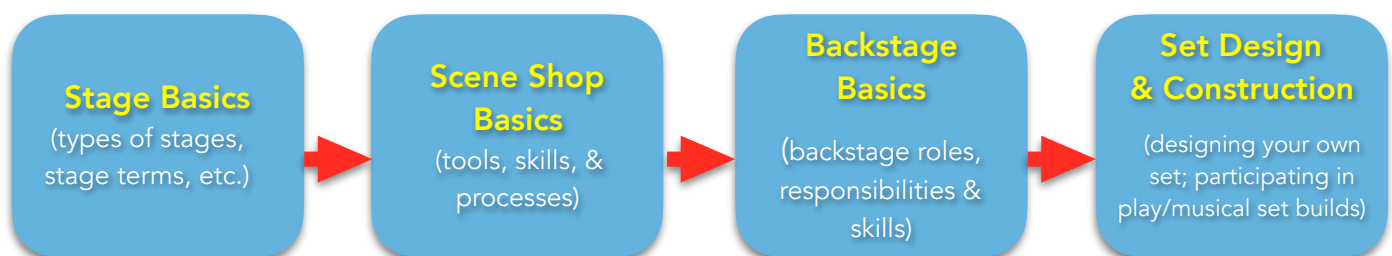 Stage Basics
(types of stages,
stage terms, etc.)
Scene Shop
Basics
(tools, skills, &
processes)
Backstage
Basics
(backstage roles,
responsibilities &
skills)
Set Design
& Construction
(designing your own
set; participating in
play/musical set builds)